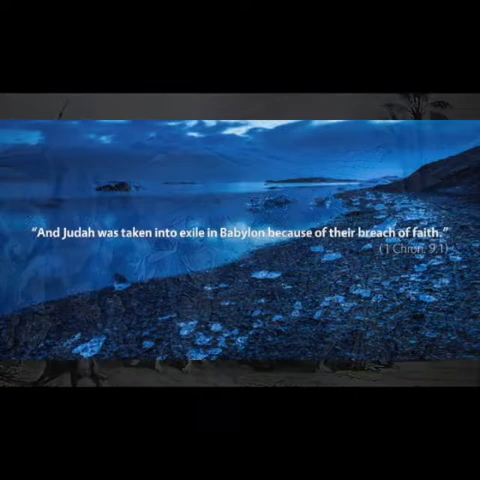 “And Judah was taken into exile in Babylon because of their breach of faith.”
(1 Chron. 9.1)